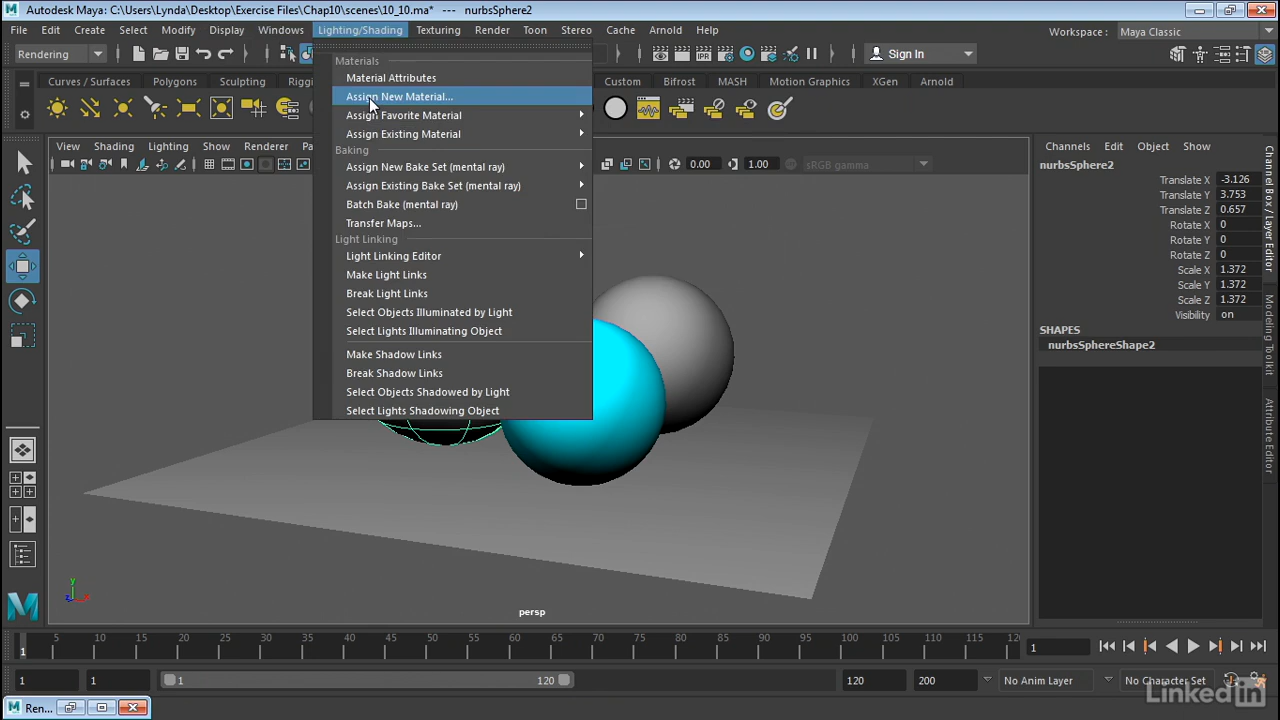 Autodesk Maya: C:\Users\Lynda\Desktop\Exercise Files\Chap10\scenes\10_10.ma* --- nurbsSphere2
File Edit Create Select Modify Display Windows Lighting/Shading Texturing Render Toon Stereo Cache Arnold Help Workspace : Maya Classic
Rendering Sign In
Curves / Surfaces Polygons Sculpting Custom Bifrost MASH Motion Graphics XGen Arnold
View Shading Lighting Show Renderer
0.00 1.00 sRGB gamma
Materials
Material Attributes
Assign New Material...
Assign Favorite Material
Assign Existing Material
Baking
Assign New Bake Set (mental ray)
Assign Existing Bake Set (mental ray)
Batch Bake (mental ray)
Transfer Maps...
Light Linking
Light Linking Editor
Make Light Links
Break Light Links
Select Objects Illuminated by Light
Select Lights Illuminating Object
Make Shadow Links
Break Shadow Links
Select Objects Shadowed by Light
Select Lights Shadowing Object
Channels Edit Object Show
nurbsSphere2
Translate X -3.126
Translate Y 3.753
Translate Z 0.657
Rotate X 0
Rotate Y 0
Rotate Z 0
Scale X 1.372
Scale Y 1.372
Scale Z 1.372
Visibility on
SHAPES
nurbsSphereShape2
Channel Box / Layer Editor
Modeling Toolkit
Attribute Editor
y
x
persp
5 10 15 20 25 30 35 40 45 50 55 60 65 70 75 80 85 90 95 100 105 110 115
1 1
1 1 1 120 120 200 No Anim Layer No Character Set
LinkedIn
Ren...